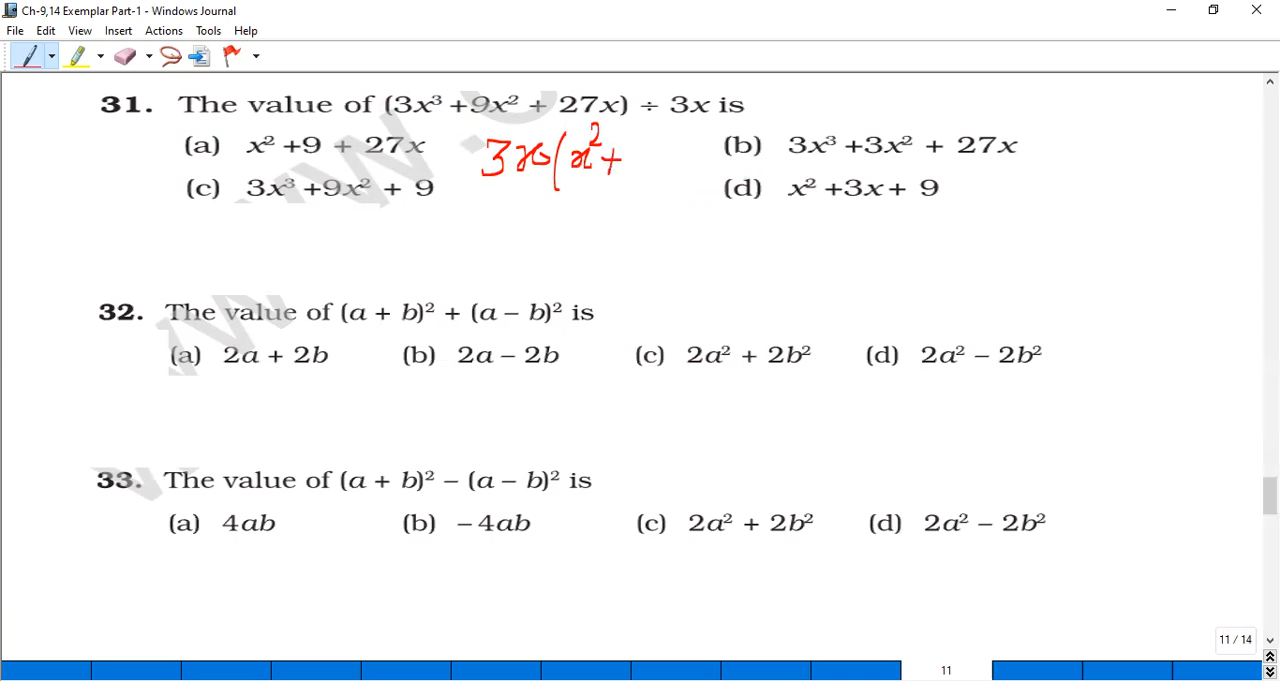 Ch-9,14 Exemplar Part-1 - Windows Journal
File Edit View Insert Actions Tools Help
31. The value of (3x³ +9x² + 27x) ÷ 3x is
(a) x² +9 + 27x (b) 3x³ +3x² + 27x
3x(x²+
(c) 3x³ +9x² + 9 (d) x² +3x + 9
32. The value of (a + b)² + (a – b)² is
(a) 2a + 2b (b) 2a – 2b (c) 2a² + 2b² (d) 2a² – 2b²
33. The value of (a + b)² – (a – b)² is
(a) 4ab (b) – 4ab (c) 2a² + 2b² (d) 2a² – 2b²
11 / 14
11